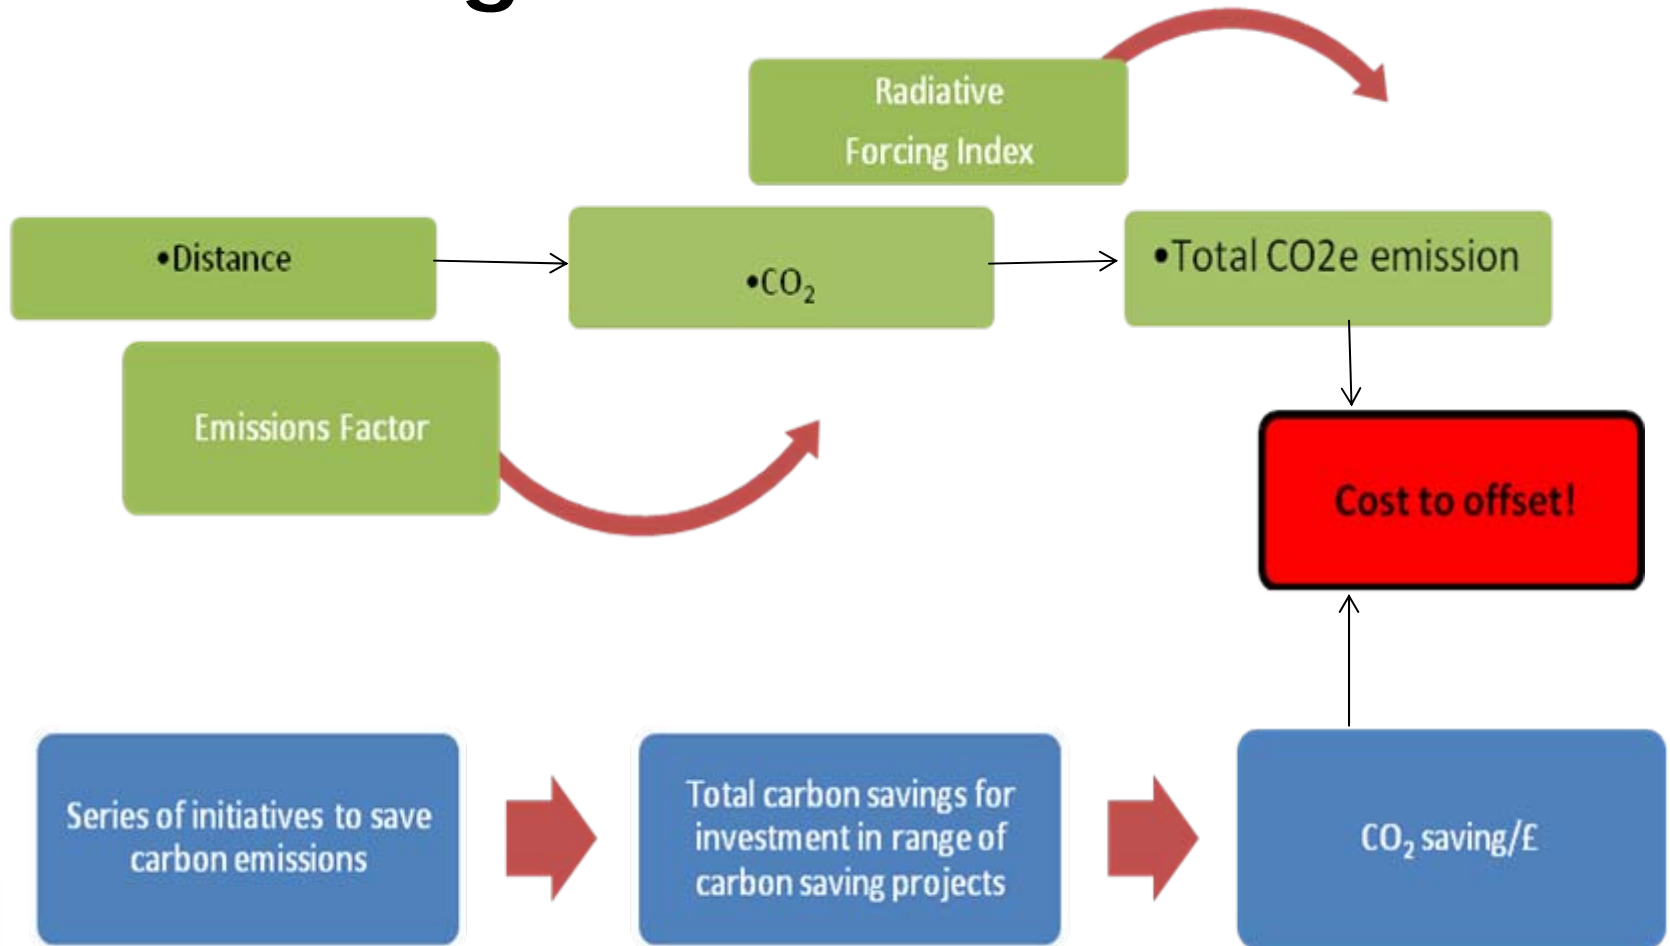 Radiative
Forcing Index
•Distance
•CO₂
•Total CO2e emission
Emissions Factor
Cost to offset!
Series of initiatives to save
carbon emissions
Total carbon savings for
investment in range of
carbon saving projects
CO₂ saving/£